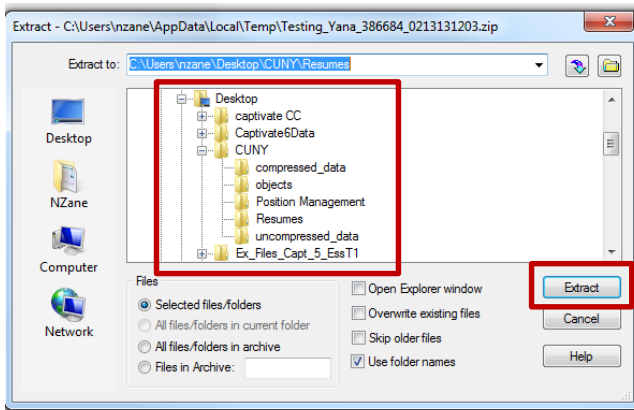 Extract - C:\Users\nzane\AppData\Local\Temp\Testing_Yana_386684_0213131203.zip
Extract to: C:\Users\nzane\Desktop\CUNY\Resumes
Desktop
NZane
Computer
Network
Desktop
captivate CC
Captivate6Data
CUNY
compressed_data
objects
Position Management
Resumes
uncompressed_data
Ex_Files_Capt_5_EssT1
Files
Selected files/folders
All files/folders in current folder
All files/folders in archive
Files in Archive:
Open Explorer window
Overwrite existing files
Skip older files
Use folder names
Extract
Cancel
Help